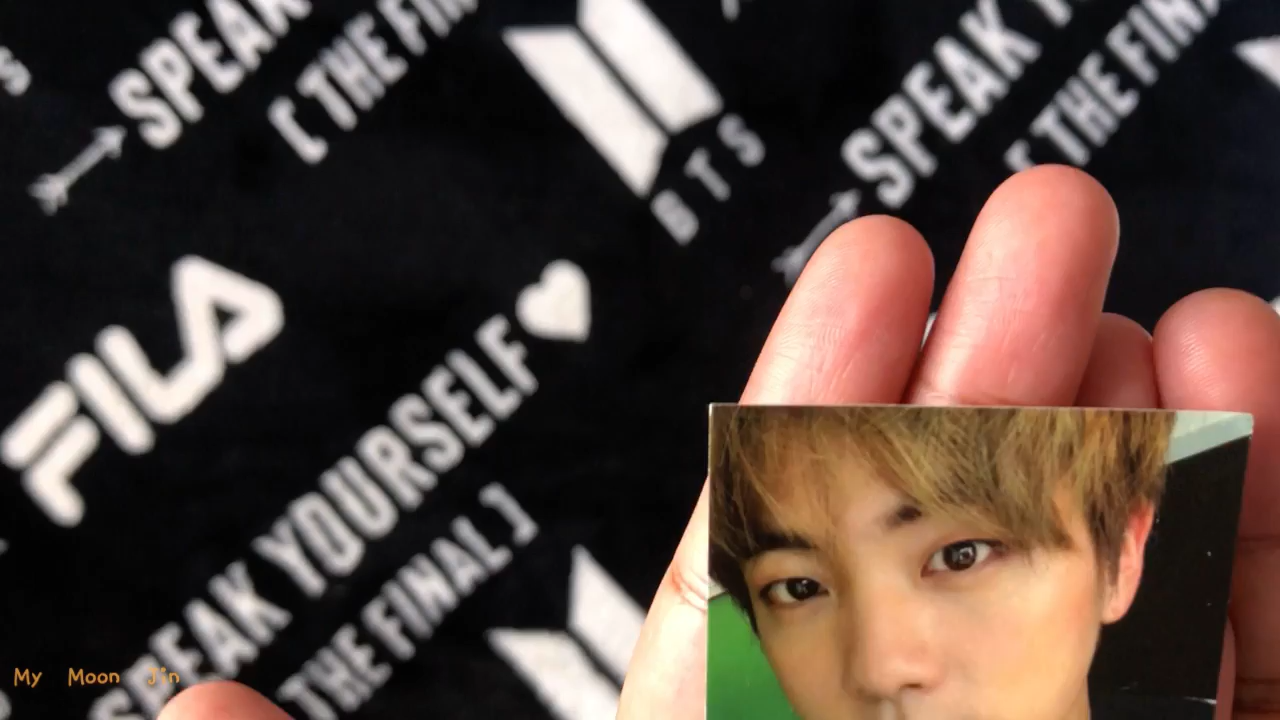 SPEAK
[ THE FIN
BTS
SPEAK
[ THE FIN
FILA
SPEAK YOURSELF
THE FINAL ]
My Moon Jin